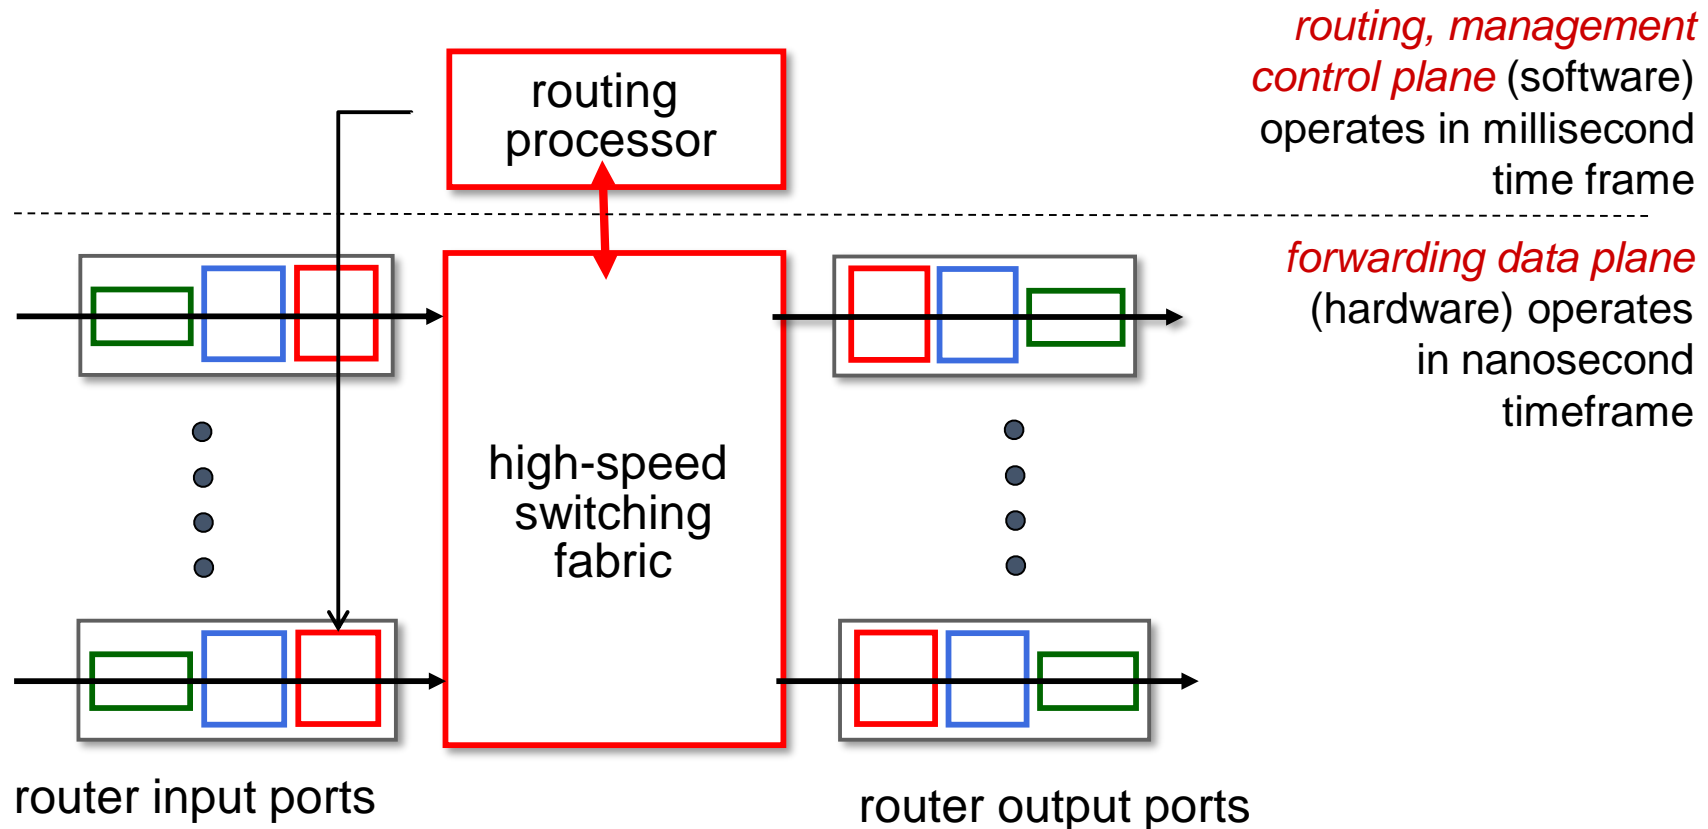 routing, management
control plane (software)
operates in millisecond
time frame
routing
processor
forwarding data plane
(hardware) operates
in nanosecond
timeframe
high-speed
switching
fabric
router input ports
router output ports